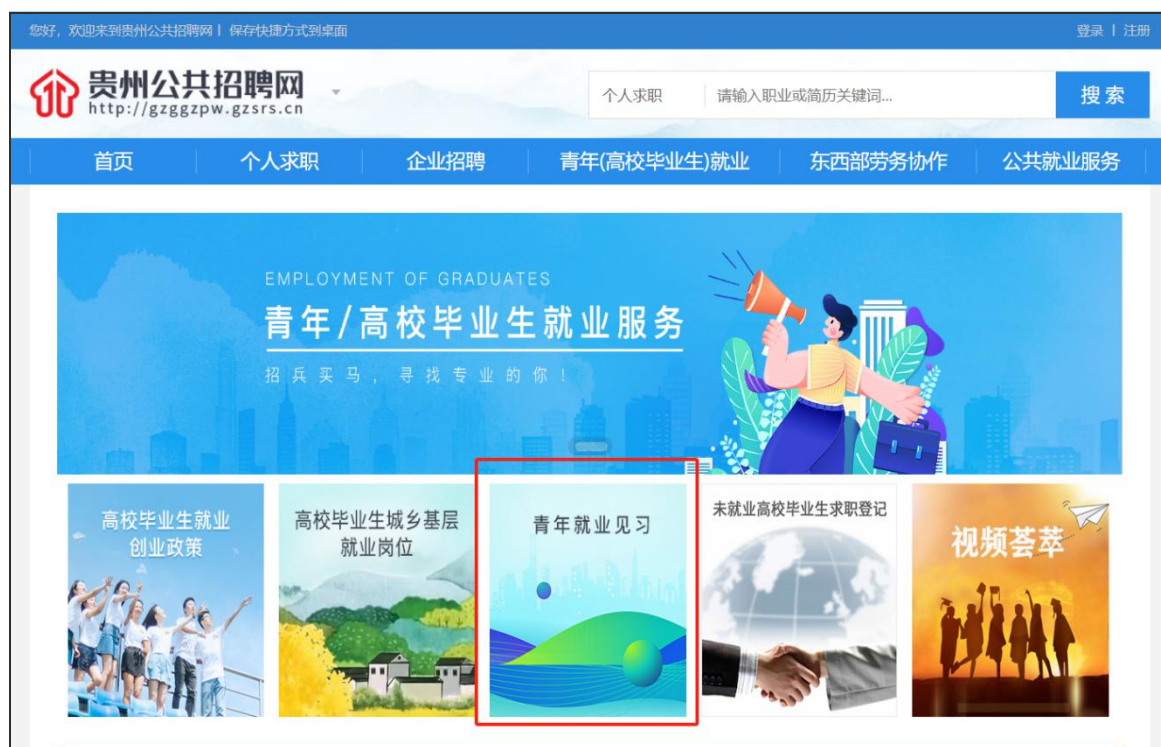 您好，欢迎来到贵州公共招聘网 | 保存快捷方式到桌面
登录 | 注册
贵州公共招聘网
http://gzggzpw.gzsrs.cn
个人求职
请输入职业或简历关键词...
搜索
首页
个人求职
企业招聘
青年(高校毕业生)就业
东西部劳务协作
公共就业服务
EMPLOYMENT OF GRADUATES
青年/高校毕业生就业服务
招兵买马，寻找专业的你！
高校毕业生就业
创业政策
高校毕业生城乡基层
就业岗位
青年就业见习
未就业高校毕业生求职登记
视频荟萃